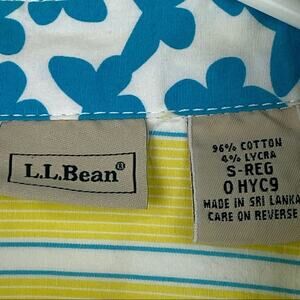 L.L.Bean®
96% COTTON
4% LYCRA
S-REG
0 HYC9
MADE IN SRI LANKA
CARE ON REVERSE